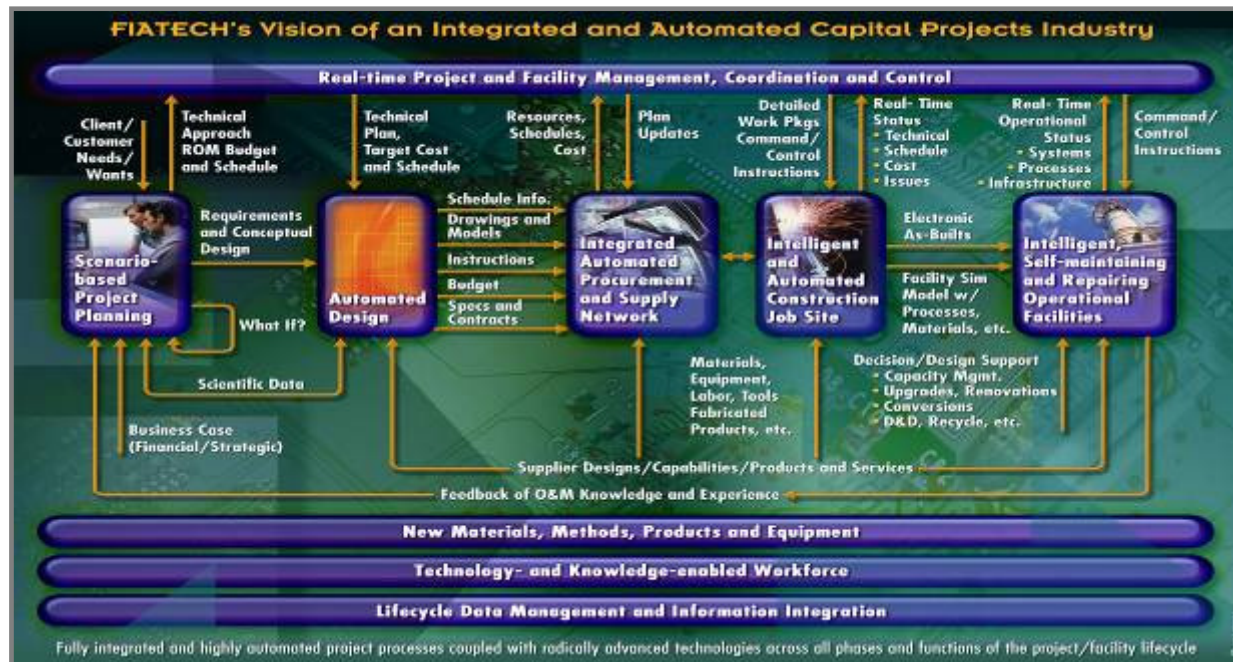 FIATECH's Vision of an Integrated and Automated Capital Projects Industry
Real-time Project and Facility Management, Coordination and Control
Client/
Customer
Needs/
Wants
Technical
Approach
ROM Budget
and Schedule
Technical
Plan,
Target Cost
and Schedule
Resources,
Schedules,
Cost
Plan
Updates
Detailed
Work Pkgs
Command/
Control
Instructions
Real- Time
Status
• Technical
• Schedule
• Cost
• Issues
Real- Time
Operational
Status
• Systems
• Processes
• Infrastructure
Command/
Control
Instructions
Scenario-
based
Project
Planning
Requirements
and Conceptual
Design
What If?
Automated
Design
Schedule Info.
Drawings and
Models
Instructions
Budget
Specs and
Contracts
Integrated
Automated
Procurement
and Supply
Network
Intelligent
and
Automated
Construction
Job Site
Electronic
As-Builts
Facility Sim
Model w/
Processes,
Materials, etc.
Intelligent,
Self-maintaining
and Repairing
Operational
Facilities
Scientific Data
Business Case
(Financial/Strategic)
Materials,
Equipment,
Labor, Tools
Fabricated
Products, etc.
Decision/Design Support
• Capacity Mgmt.
• Upgrades, Renovations
• Conversions
• D&D, Recycle, etc.
Supplier Designs/Capabilities/Products and Services
Feedback of O&M Knowledge and Experience
New Materials, Methods, Products and Equipment
Technology- and Knowledge-enabled Workforce
Lifecycle Data Management and Information Integration
Fully integrated and highly automated project processes coupled with radically advanced technologies across all phases and functions of the project/facility lifecycle